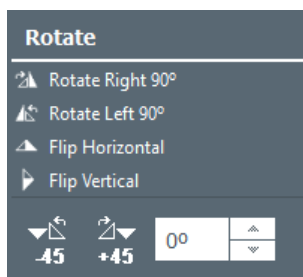 Rotate
Rotate Right 90º
Rotate Left 90º
Flip Horizontal
Flip Vertical
-45 +45 0º